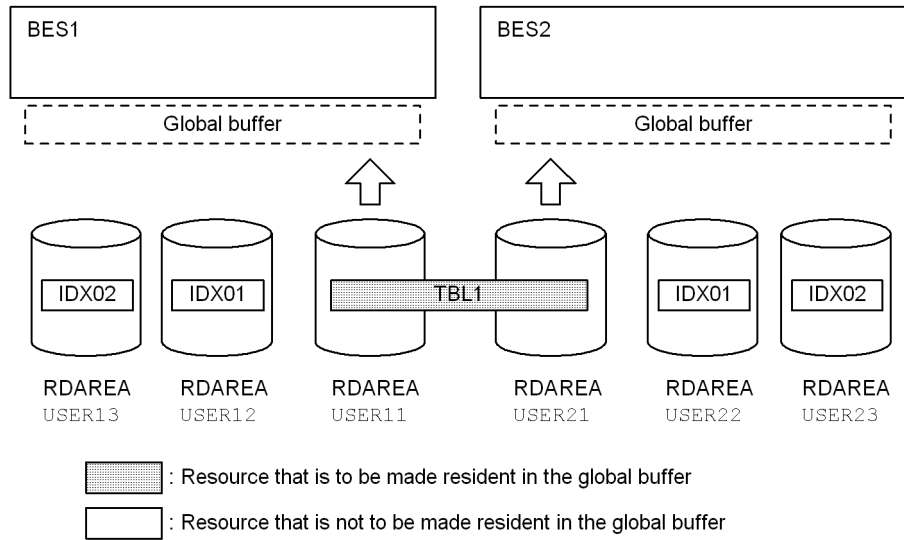 BES1
BES2
Global buffer
Global buffer
IDX02
IDX01
TBL1
IDX01
IDX02
RDAREA RDAREA RDAREA RDAREA RDAREA RDAREA
USER13 USER12 USER11 USER21 USER22 USER23
: Resource that is to be made resident in the global buffer
: Resource that is not to be made resident in the global buffer